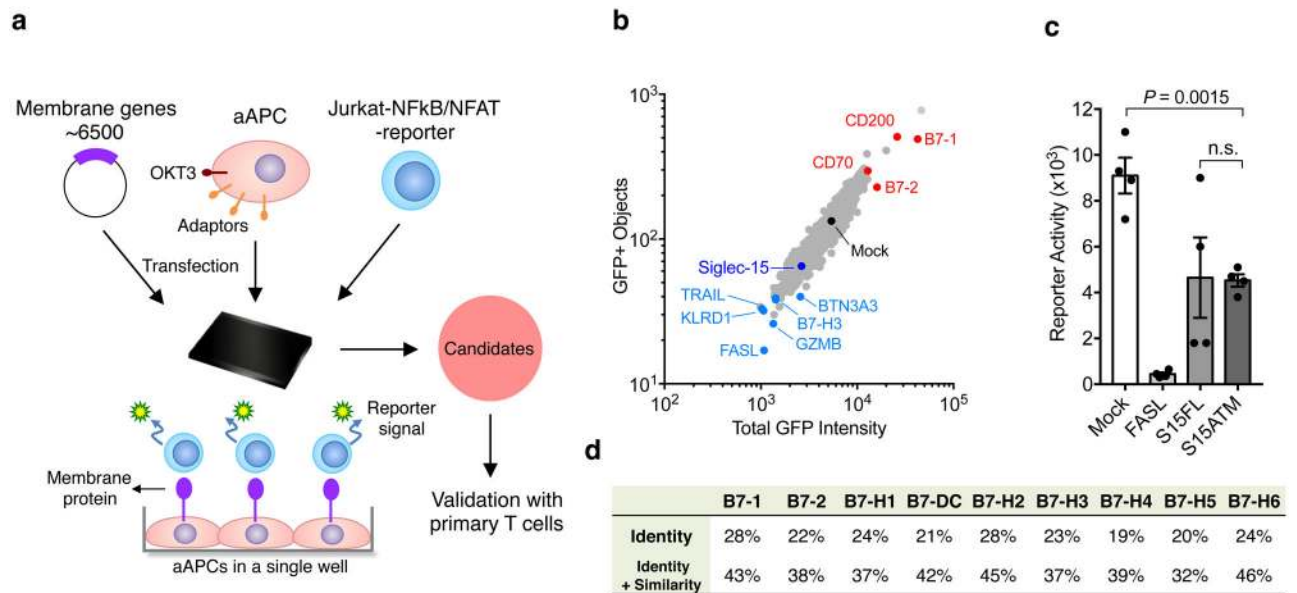 a
Membrane genes
~6500
aAPC
Jurkat-NFkB/NFAT
-reporter
OKT3
Adaptors
Transfection
Candidates
Reporter
signal
Membrane
protein
Validation with
primary T cells
aAPCs in a single well
b
GFP+ Objects
10³
10²
10¹
CD200
B7-1
CD70
B7-2
Mock
Siglec-15
TRAIL
BTN3A3
KLRD1
B7-H3
GZMB
FASL
10² 10³ 10⁴ 10⁵
Total GFP Intensity
c
P = 0.0015
n.s.
Reporter Activity (x10³)
12
10
8
6
4
2
0
Mock
FASL
S15FL
S15ATM
d
B7-1 B7-2 B7-H1 B7-DC B7-H2 B7-H3 B7-H4 B7-H5 B7-H6
Identity 28% 22% 24% 21% 28% 23% 19% 20% 24%
Identity
+ Similarity 43% 38% 37% 42% 45% 37% 39% 32% 46%